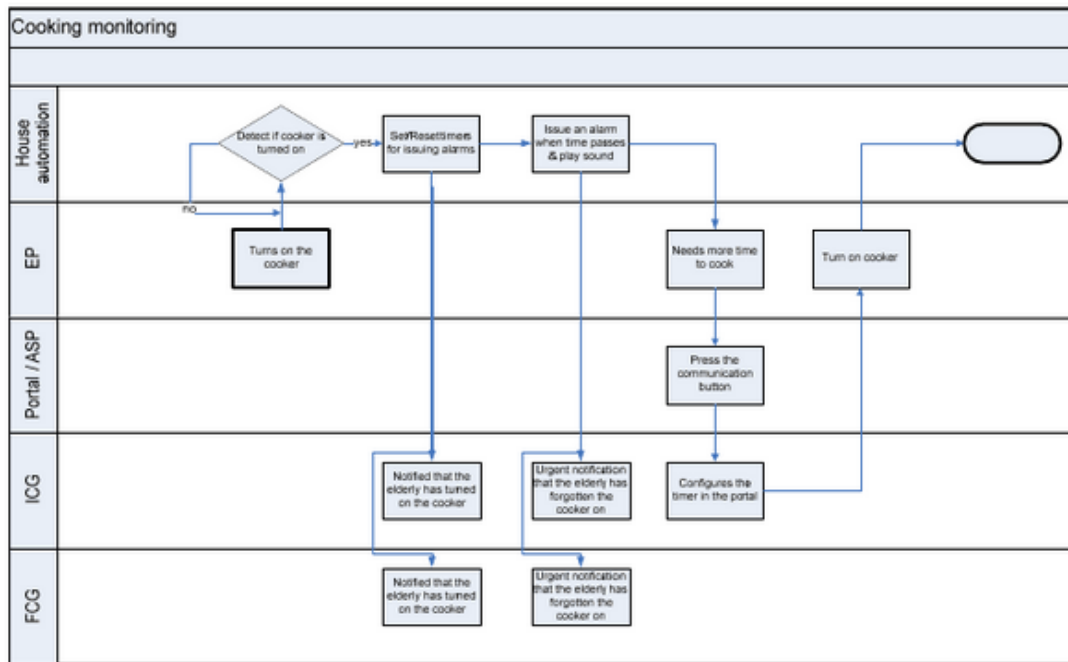 Cooking monitoring
House
automation
Detect if cooker is
turned on
yes
no
Set/Resettimers
for issuing alarms
Issue an alarm
when time passes
& play sound
EP
Turns on the
cooker
Needs more time
to cook
Turn on cooker
Portal / ASP
Press the
communication
button
ICG
Notified that the
elderly has turned
on the cooker
Urgent notification
that the elderly has
forgotten the
cooker on
Configures the
timer in the portal
FCG
Notified that the
elderly has turned
on the cooker
Urgent notification
that the elderly has
forgotten the
cooker on